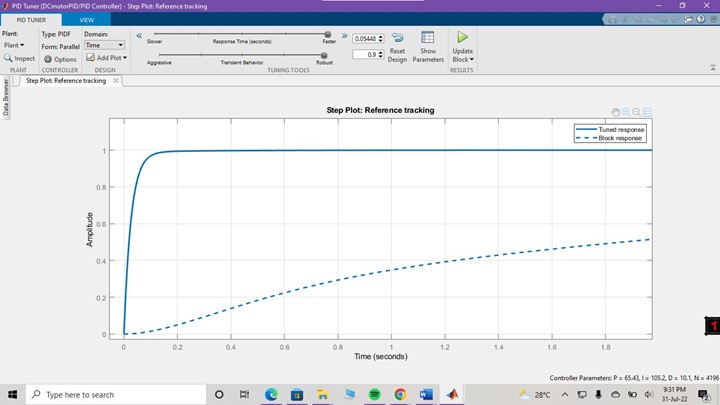 PID Tuner (DCmotorPID/PID Controller) - Step Plot: Reference tracking
PID TUNER
VIEW
Plant:
Plant
Inspect
PLANT
Type: PIDF
Form: Parallel
Options
CONTROLLER
Domain:
Time
Add Plot
DESIGN
Slower
Response Time (seconds)
Faster
0.05448
Aggressive
Transient Behavior
Robust
0.9
TUNING TOOLS
Reset
Design
Show
Parameters
Update
Block
RESULTS
Data Browser
Step Plot: Reference tracking
Step Plot: Reference tracking
Tuned response
Block response
Amplitude
1
0.8
0.6
0.4
0.2
0
0 0.2 0.4 0.6 0.8 1 1.2 1.4 1.6 1.8
Time (seconds)
Controller Parameters: P = 65.43, I = 105.2, D = 10.1, N = 4196
Type here to search
28°C
9:31 PM
31-Jul-22